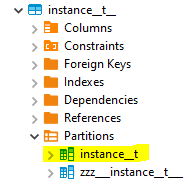 instance__t__
Columns
Constraints
Foreign Keys
Indexes
Dependencies
References
Partitions
instance__t
zzz___instance__t___